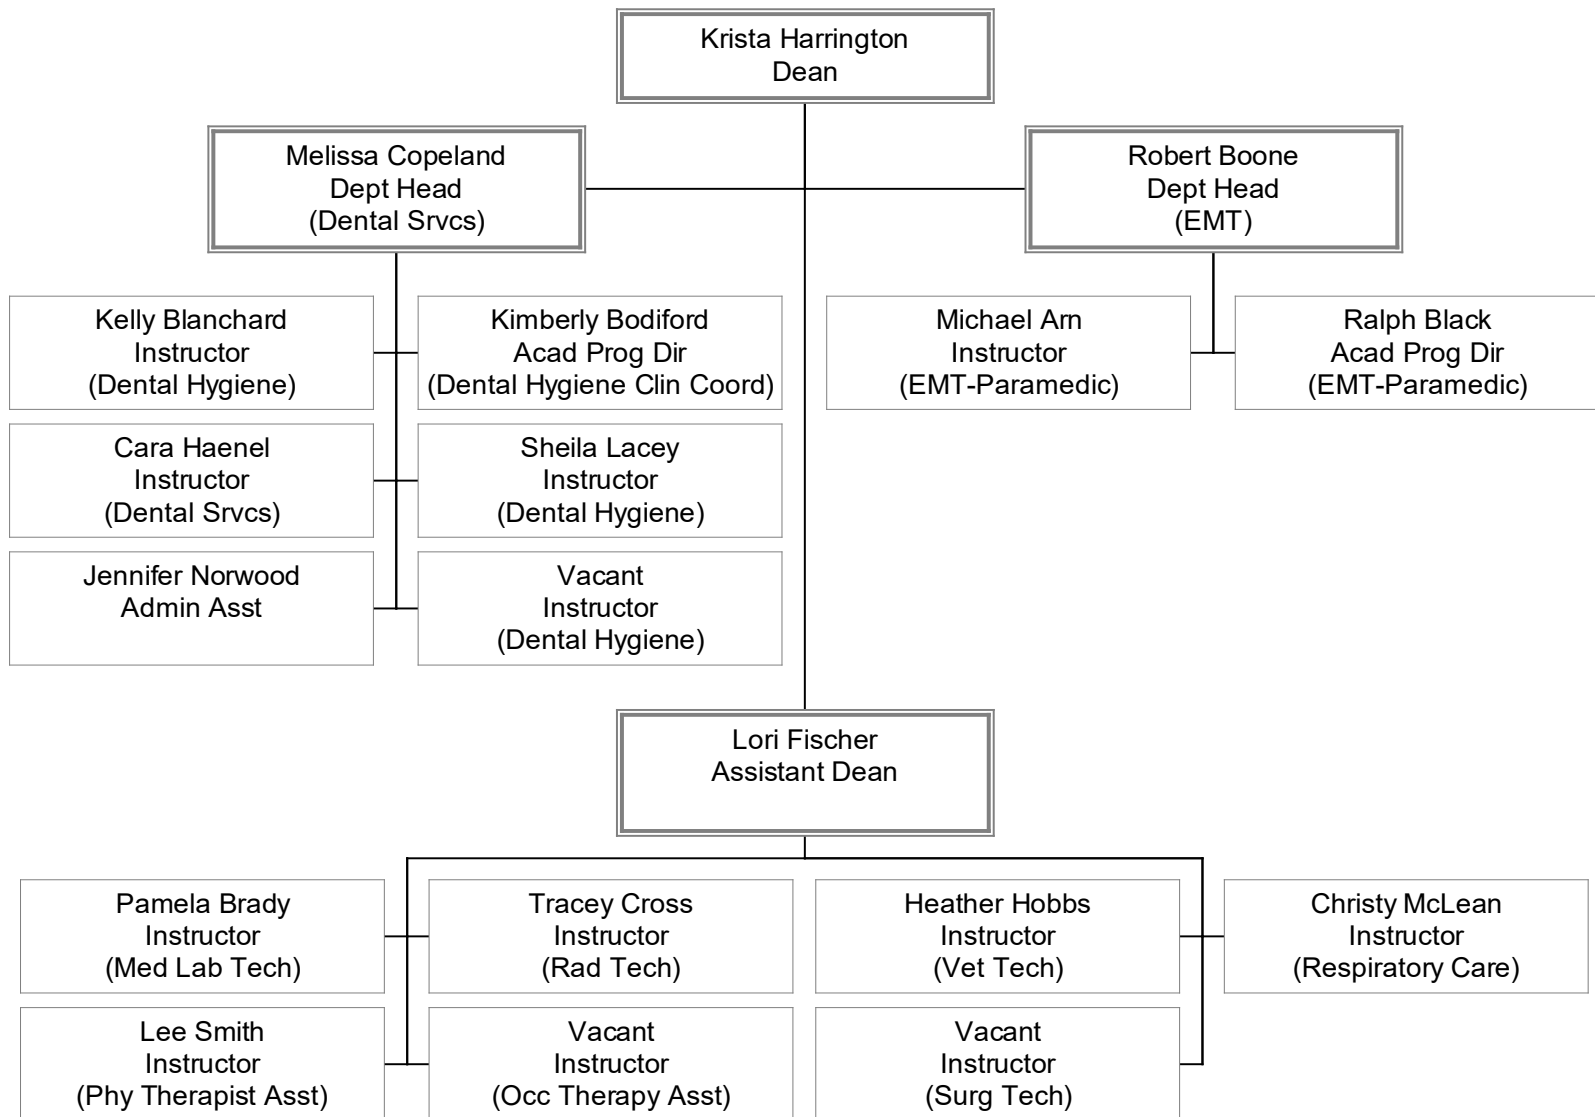 Krista Harrington
Dean
Melissa Copeland
Dept Head
(Dental Srvcs)
Robert Boone
Dept Head
(EMT)
Kelly Blanchard
Instructor
(Dental Hygiene)
Kimberly Bodiford
Acad Prog Dir
(Dental Hygiene Clin Coord)
Michael Arn
Instructor
(EMT-Paramedic)
Ralph Black
Acad Prog Dir
(EMT-Paramedic)
Cara Haenel
Instructor
(Dental Srvcs)
Sheila Lacey
Instructor
(Dental Hygiene)
Jennifer Norwood
Admin Asst
Vacant
Instructor
(Dental Hygiene)
Lori Fischer
Assistant Dean
Pamela Brady
Instructor
(Med Lab Tech)
Tracey Cross
Instructor
(Rad Tech)
Heather Hobbs
Instructor
(Vet Tech)
Christy McLean
Instructor
(Respiratory Care)
Lee Smith
Instructor
(Phy Therapist Asst)
Vacant
Instructor
(Occ Therapy Asst)
Vacant
Instructor
(Surg Tech)